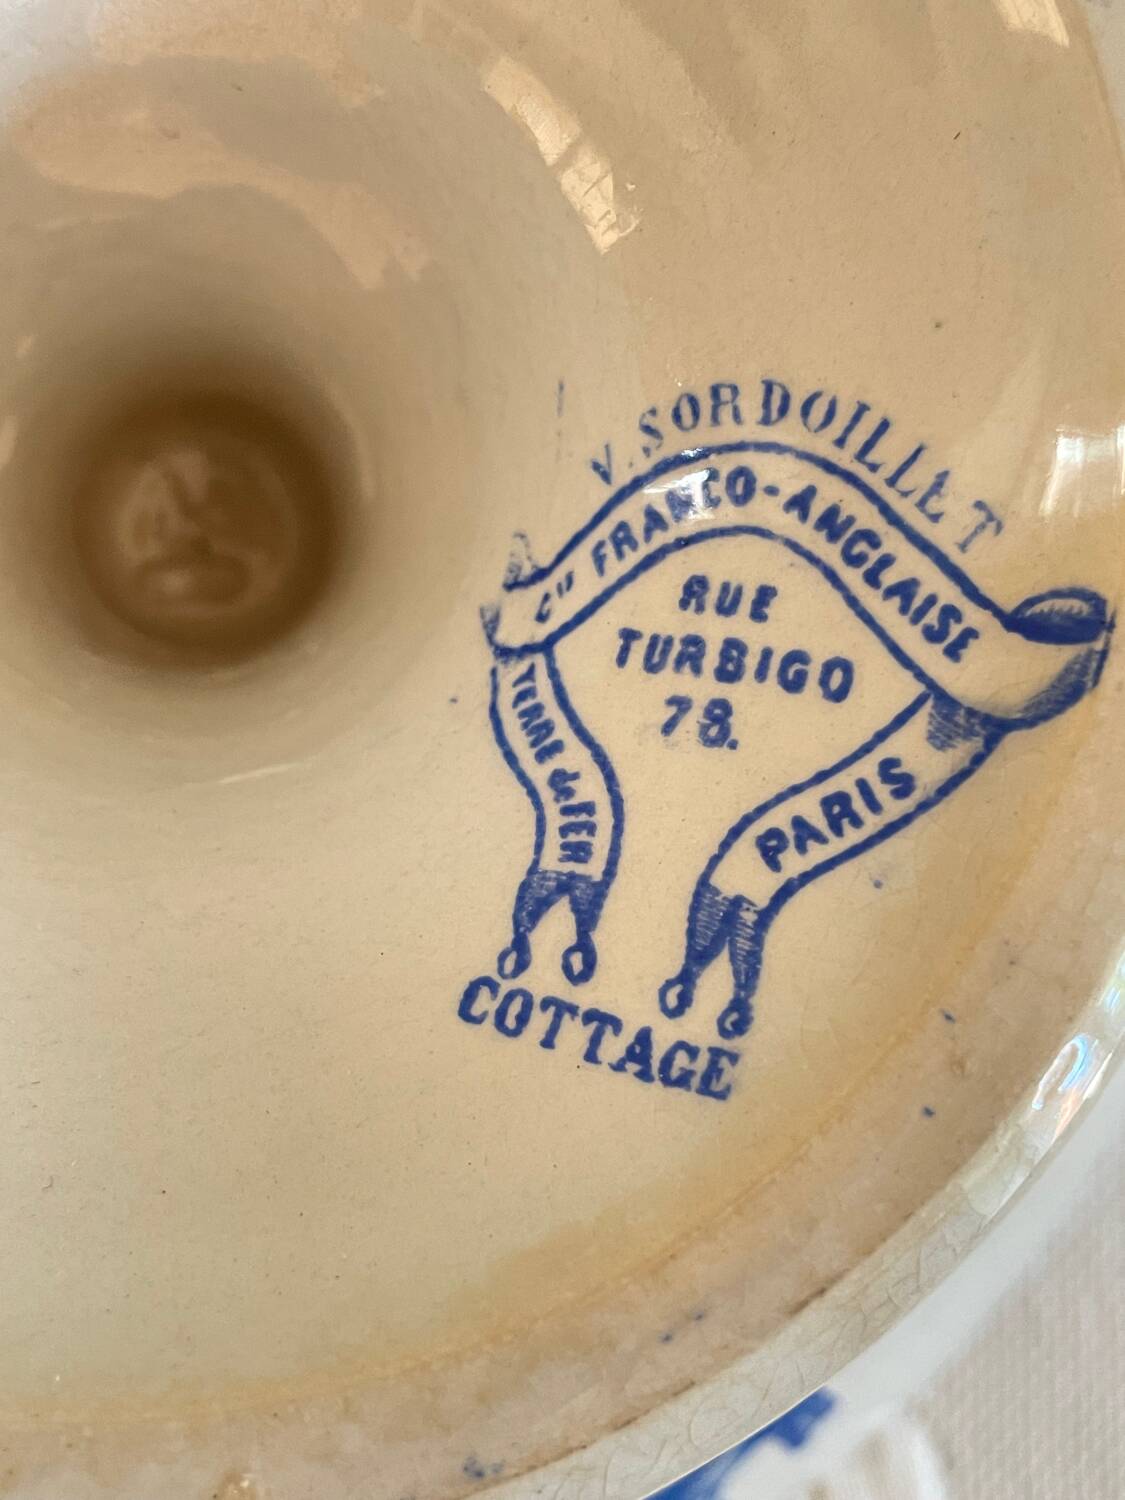 V. SORDOILLET
Cie FRANCO-ANGLAISE
RUE
TURBIGO
78.
TERRE de FER
PARIS
COTTAGE